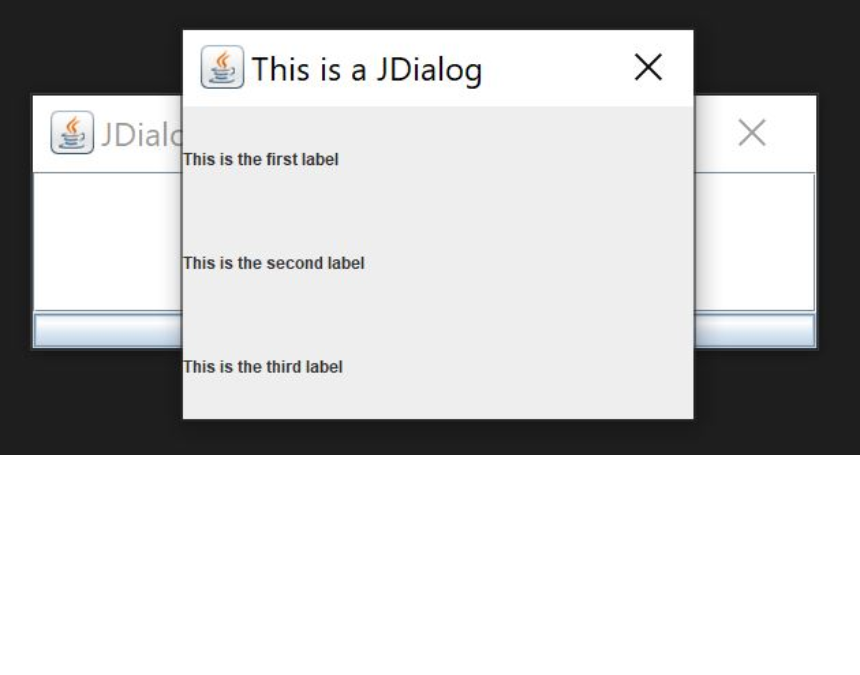 This is a JDialog
JDialo
This is the first label
This is the second label
This is the third label